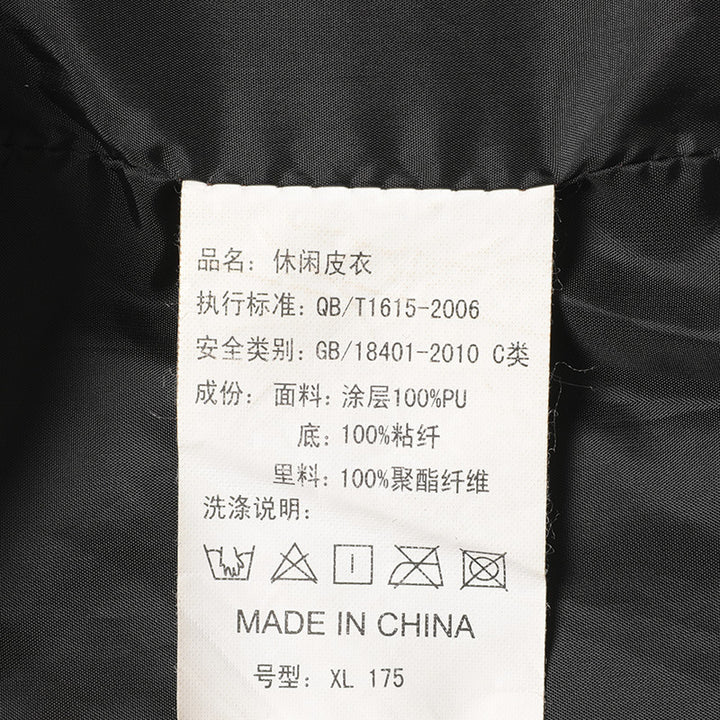 品名：休闲皮衣
执行标准：QB/T1615-2006
安全类别：GB/18401-2010 C类
成份：面料：涂层100%PU
底：100%粘纤
里料：100%聚酯纤维
洗涤说明：
MADE IN CHINA
号型：XL 175